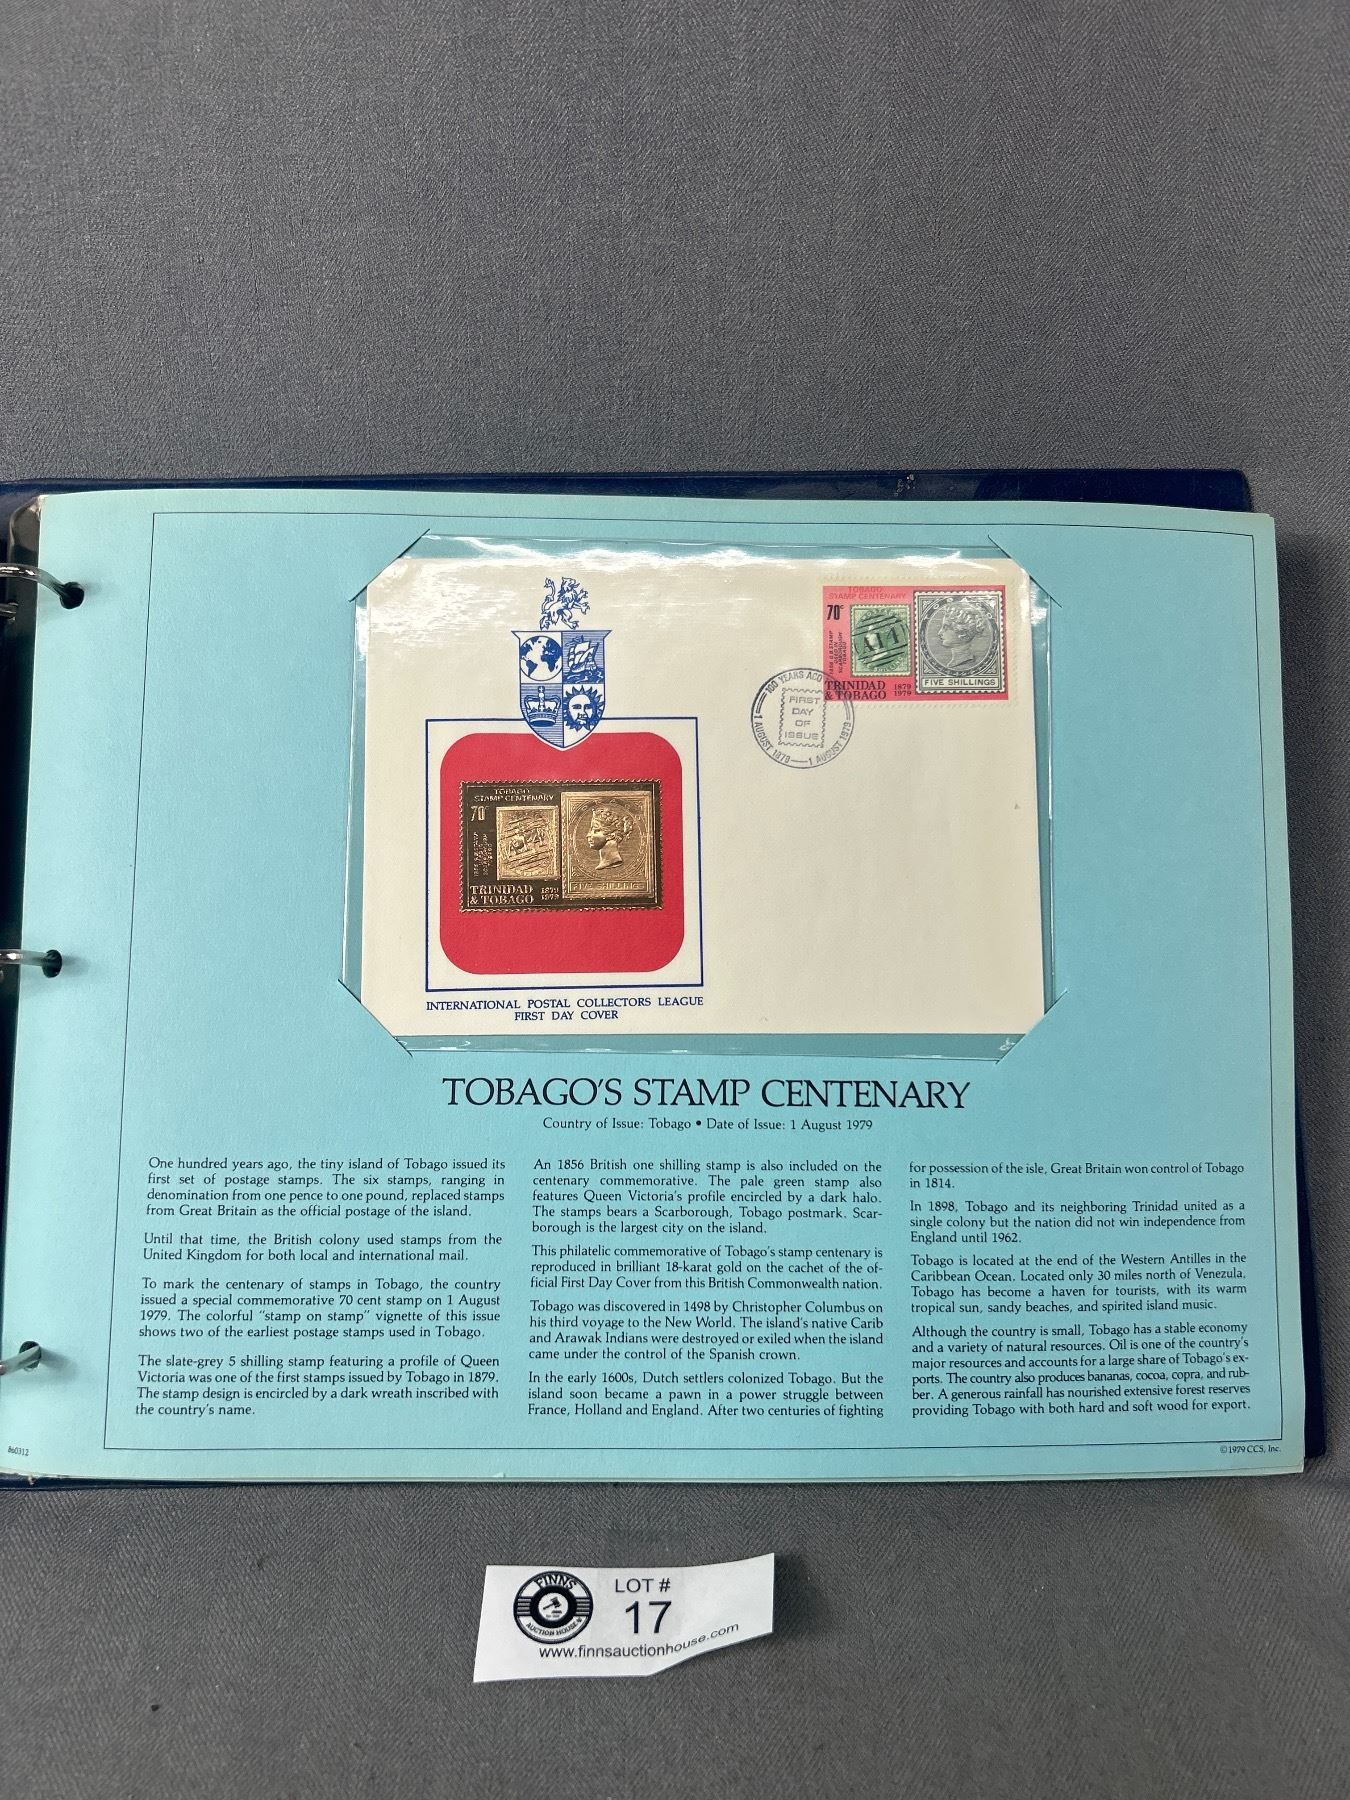 TOBAGO
STAMP CENTENARY
70c
A14
1856 G.B. STAMP
USED IN
SCARBOROUGH
TOBAGO
FIVE SHILLINGS
TRINIDAD
& TOBAGO
1879
1979
100 YEARS AGO
FIRST
DAY
OF
ISSUE
1 AUGUST 1879—1 AUGUST 1979
TOBAGO
STAMP CENTENARY
70c
FIVE SHILLINGS
TRINIDAD
& TOBAGO
1879
1979
INTERNATIONAL POSTAL COLLECTORS LEAGUE
FIRST DAY COVER
TOBAGO'S STAMP CENTENARY
Country of Issue: Tobago • Date of Issue: 1 August 1979
One hundred years ago, the tiny island of Tobago issued its
first set of postage stamps. The six stamps, ranging in
denomination from one pence to one pound, replaced stamps
from Great Britain as the official postage of the island.
Until that time, the British colony used stamps from the
United Kingdom for both local and international mail.
To mark the centenary of stamps in Tobago, the country
issued a special commemorative 70 cent stamp on 1 August
1979. The colorful "stamp on stamp" vignette of this issue
shows two of the earliest postage stamps used in Tobago.
The slate-grey 5 shilling stamp featuring a profile of Queen
Victoria was one of the first stamps issued by Tobago in 1879.
The stamp design is encircled by a dark wreath inscribed with
the country's name.
An 1856 British one shilling stamp is also included on the
centenary commemorative. The pale green stamp also
features Queen Victoria's profile encircled by a dark halo.
The stamps bears a Scarborough, Tobago postmark. Scar-
borough is the largest city on the island.
This philatelic commemorative of Tobago's stamp centenary is
reproduced in brilliant 18-karat gold on the cachet of the of-
ficial First Day Cover from this British Commonwealth nation.
Tobago was discovered in 1498 by Christopher Columbus on
his third voyage to the New World. The island's native Carib
and Arawak Indians were destroyed or exiled when the island
came under the control of the Spanish crown.
In the early 1600s, Dutch settlers colonized Tobago. But the
island soon became a pawn in a power struggle between
France, Holland and England. After two centuries of fighting
for possession of the isle, Great Britain won control of Tobago
in 1814.
In 1898, Tobago and its neighboring Trinidad united as a
single colony but the nation did not win independence from
England until 1962.
Tobago is located at the end of the Western Antilles in the
Caribbean Ocean. Located only 30 miles north of Venezula,
Tobago has become a haven for tourists, with its warm
tropical sun, sandy beaches, and spirited island music.
Although the country is small, Tobago has a stable economy
and a variety of natural resources. Oil is one of the country's
major resources and accounts for a large share of Tobago's ex-
ports. The country also produces bananas, cocoa, copra, and rub-
ber. A generous rainfall has nourished extensive forest reserves
providing Tobago with both hard and soft wood for export.
860312
©1979 CCS, Inc.
FINNS
AUCTION HOUSE
LOT #
17
www.finnsauctionhouse.com